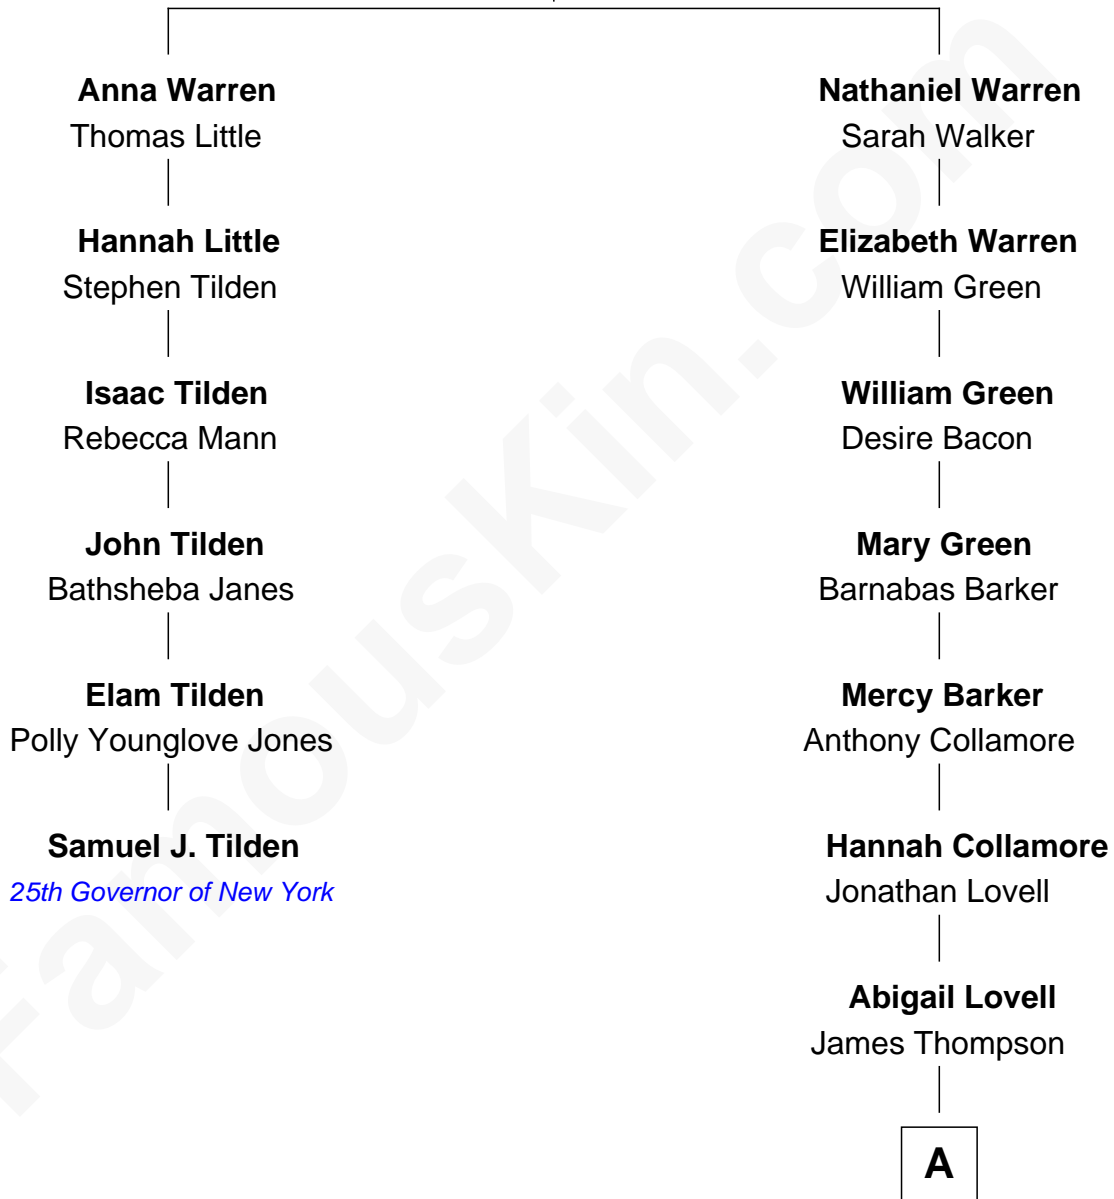 Anna Warren
Thomas Little
Hannah Little
Stephen Tilden
Isaac Tilden
Rebecca Mann
John Tilden
Bathsheba Janes
Elam Tilden
Polly Younglove Jones
Samuel J. Tilden
25th Governor of New York
Nathaniel Warren
Sarah Walker
Elizabeth Warren
William Green
William Green
Desire Bacon
Mary Green
Barnabas Barker
Mercy Barker
Anthony Collamore
Hannah Collamore
Jonathan Lovell
Abigail Lovell
James Thompson
A
FamousKin.com